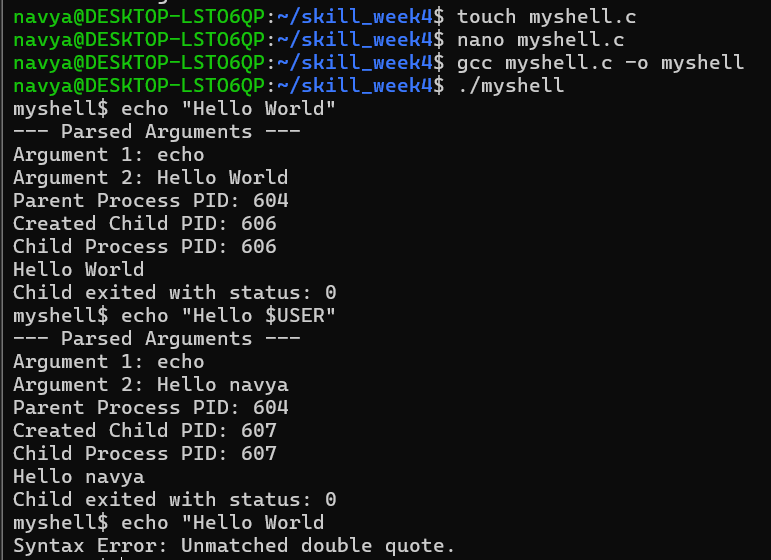 navya@DESKTOP-LSTO6QP:~/skill_week4$ touch myshell.c
navya@DESKTOP-LSTO6QP:~/skill_week4$ nano myshell.c
navya@DESKTOP-LSTO6QP:~/skill_week4$ gcc myshell.c -o myshell
navya@DESKTOP-LSTO6QP:~/skill_week4$ ./myshell
myshell$ echo "Hello World"
--- Parsed Arguments ---
Argument 1: echo
Argument 2: Hello World
Parent Process PID: 604
Created Child PID: 606
Child Process PID: 606
Hello World
Child exited with status: 0
myshell$ echo "Hello $USER"
--- Parsed Arguments ---
Argument 1: echo
Argument 2: Hello navya
Parent Process PID: 604
Created Child PID: 607
Child Process PID: 607
Hello navya
Child exited with status: 0
myshell$ echo "Hello World
Syntax Error: Unmatched double quote.